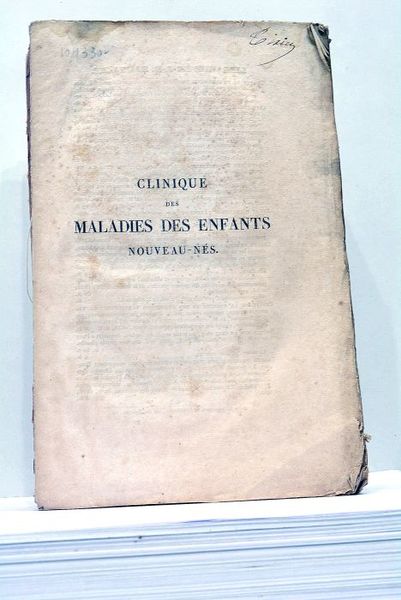 CLINIQUE
DES
MALADIES DES ENFANTS
NOUVEAU-NÉS.